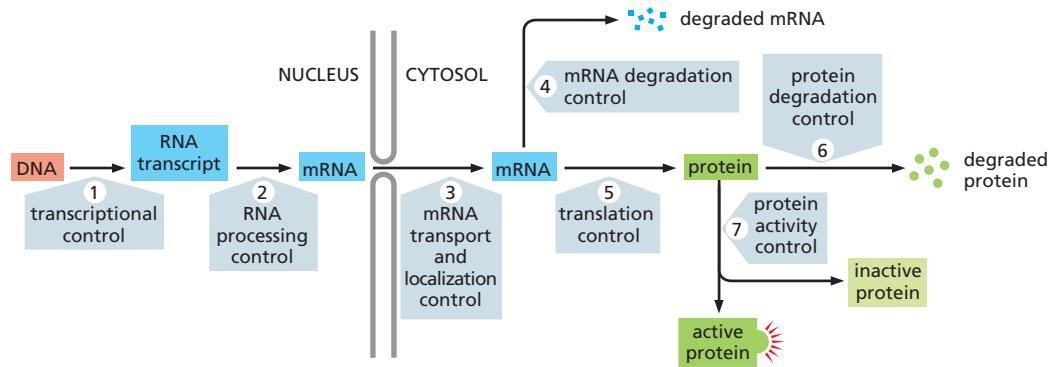 degraded mRNA
NUCLEUS
CYTOSOL
4
mRNA degradation
control
protein
degradation
control
6
DNA
RNA
transcript
mRNA
mRNA
protein
degraded
protein
1
transcriptional
control
2
RNA
processing
control
3
mRNA
transport
and
localization
control
5
translation
control
7
protein
activity
control
inactive
protein
active
protein